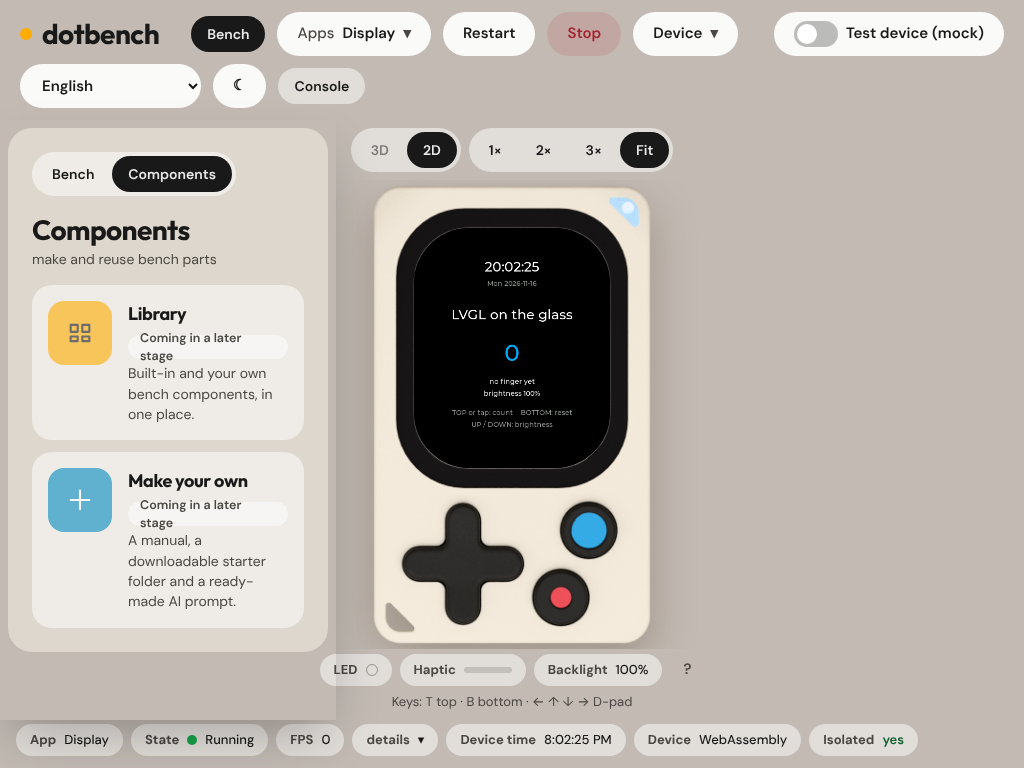 dotbench
Bench
Apps Display ▾
Restart
Stop
Device ▾
Test device (mock)
English
Console
Bench
Components
Components
make and reuse bench parts
Library
Coming in a later
stage
Built-in and your own
bench components, in
one place.
Make your own
Coming in a later
stage
A manual, a
downloadable starter
folder and a ready-
made AI prompt.
3D
2D
1×
2×
3×
Fit
20:02:25
Mon 2026-11-16
LVGL on the glass
0
no finger yet
brightness 100%
TOP or tap: count BOTTOM: reset
UP / DOWN: brightness
LED
Haptic
Backlight 100%
?
Keys: T top · B bottom · ← ↑ ↓ → D-pad
App Display
State Running
FPS 0
details ▾
Device time 8:02:25 PM
Device WebAssembly
Isolated yes